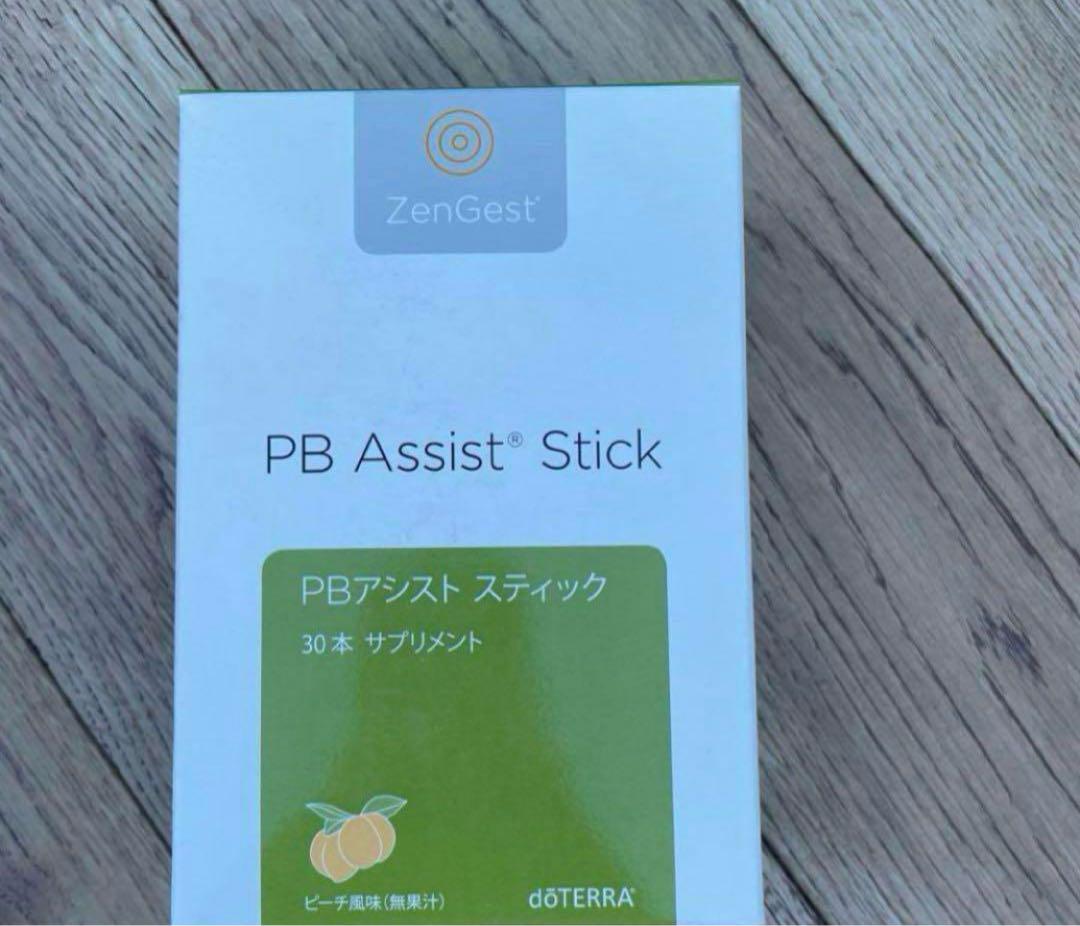 ZenGest®
PB Assist® Stick
PBアシスト スティック
30本 サプリメント
ピーチ風味(無果汁)
dōTERRA®